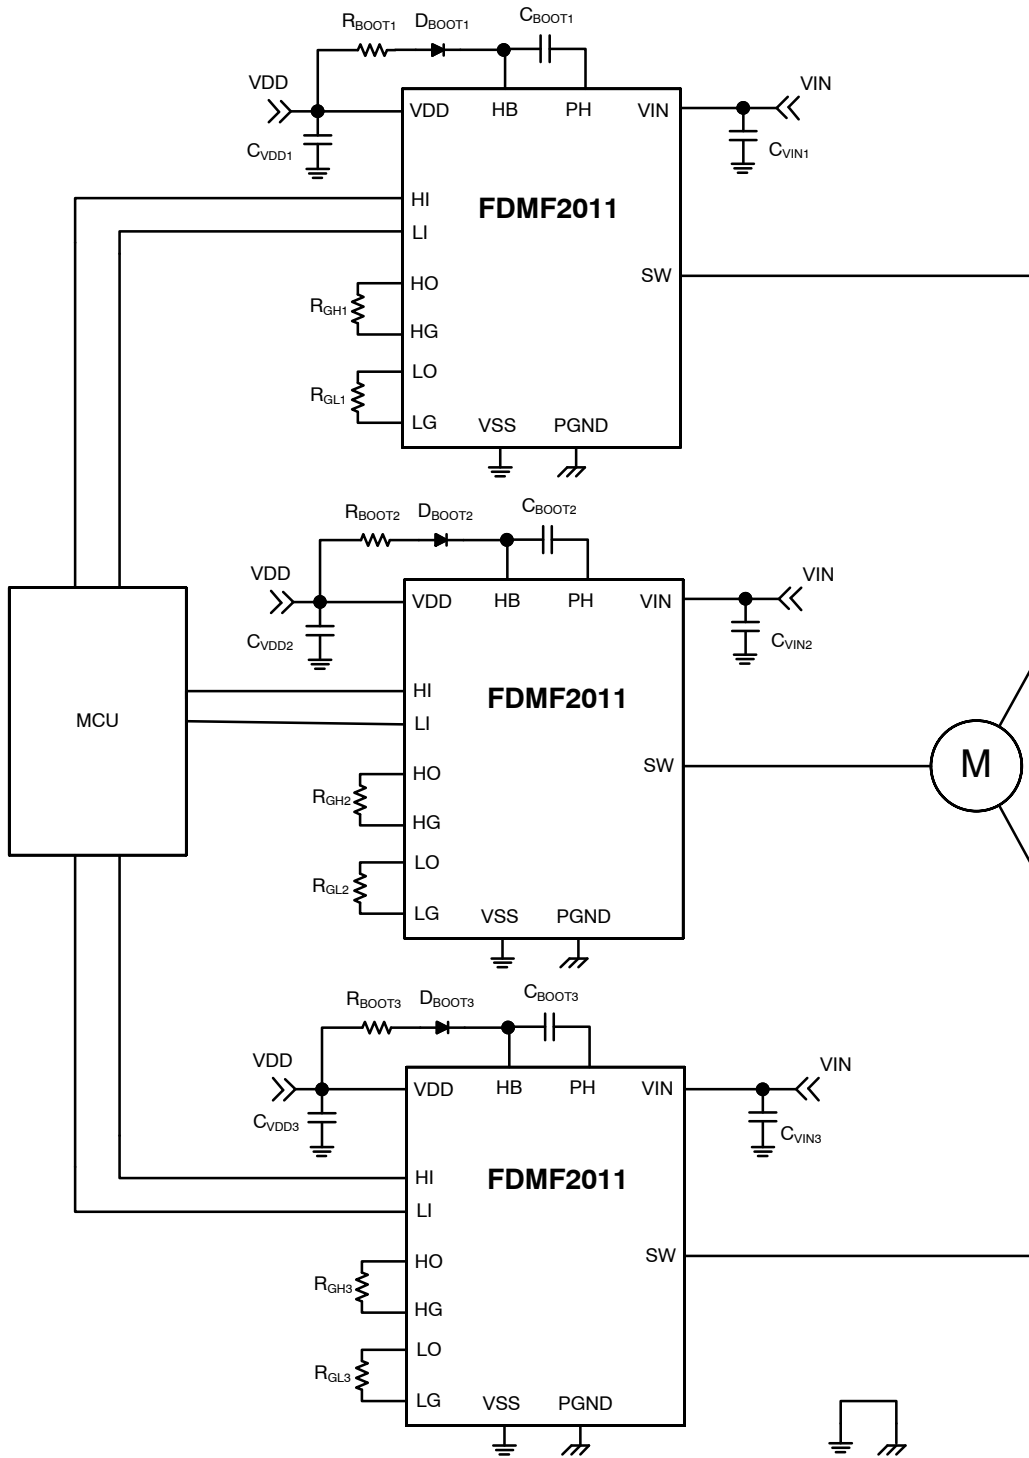 RBOOT1 DBOOT1 CBOOT1
VDD VIN
VDD HB PH VIN
CVDD1 CVIN1
HI
FDMF2011
LI
SW
HO
RGH1
HG
LO
RGL1
LG
VSS PGND
RBOOT2 DBOOT2 CBOOT2
VDD VIN
VDD HB PH VIN
CVDD2 CVIN2
HI
FDMF2011
MCU
LI
SW
M
HO
RGH2
HG
LO
RGL2
LG
VSS PGND
RBOOT3 DBOOT3 CBOOT3
VDD VIN
VDD HB PH VIN
CVDD3 CVIN3
HI
FDMF2011
LI
SW
HO
RGH3
HG
LO
RGL3
LG
VSS PGND